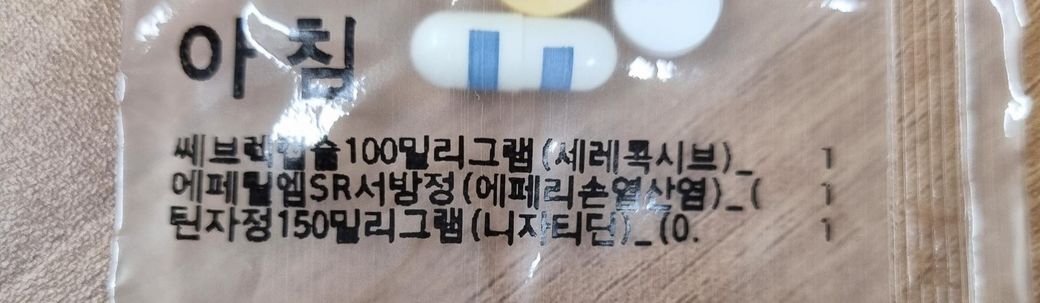 아침
쎄브렉캡슐100밀리그램(세레콕시브)_ 1
에페릴엠SR서방정(에페리손염산염)_( 1
틴자정150밀리그램(니자티딘)_(0. 1